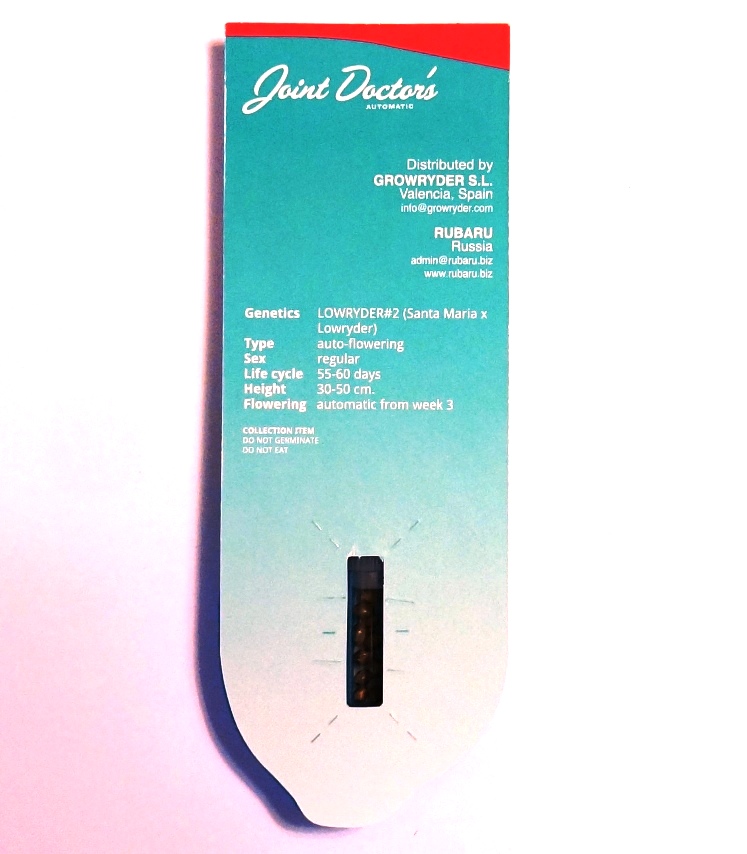 Joint Doctors'
AUTOMATIC
Distributed by
GROWRYDER S.L.
Valencia, Spain
info@growryder.com
RUBARU
Russia
admin@rubaru.biz
www.rubaru.biz
Genetics LOWRYDER#2 (Santa Maria x
Lowryder)
Type auto-flowering
Sex regular
Life cycle 55-60 days
Height 30-50 cm.
Flowering automatic from week 3
COLLECTION ITEM
DO NOT GERMINATE
DO NOT EAT